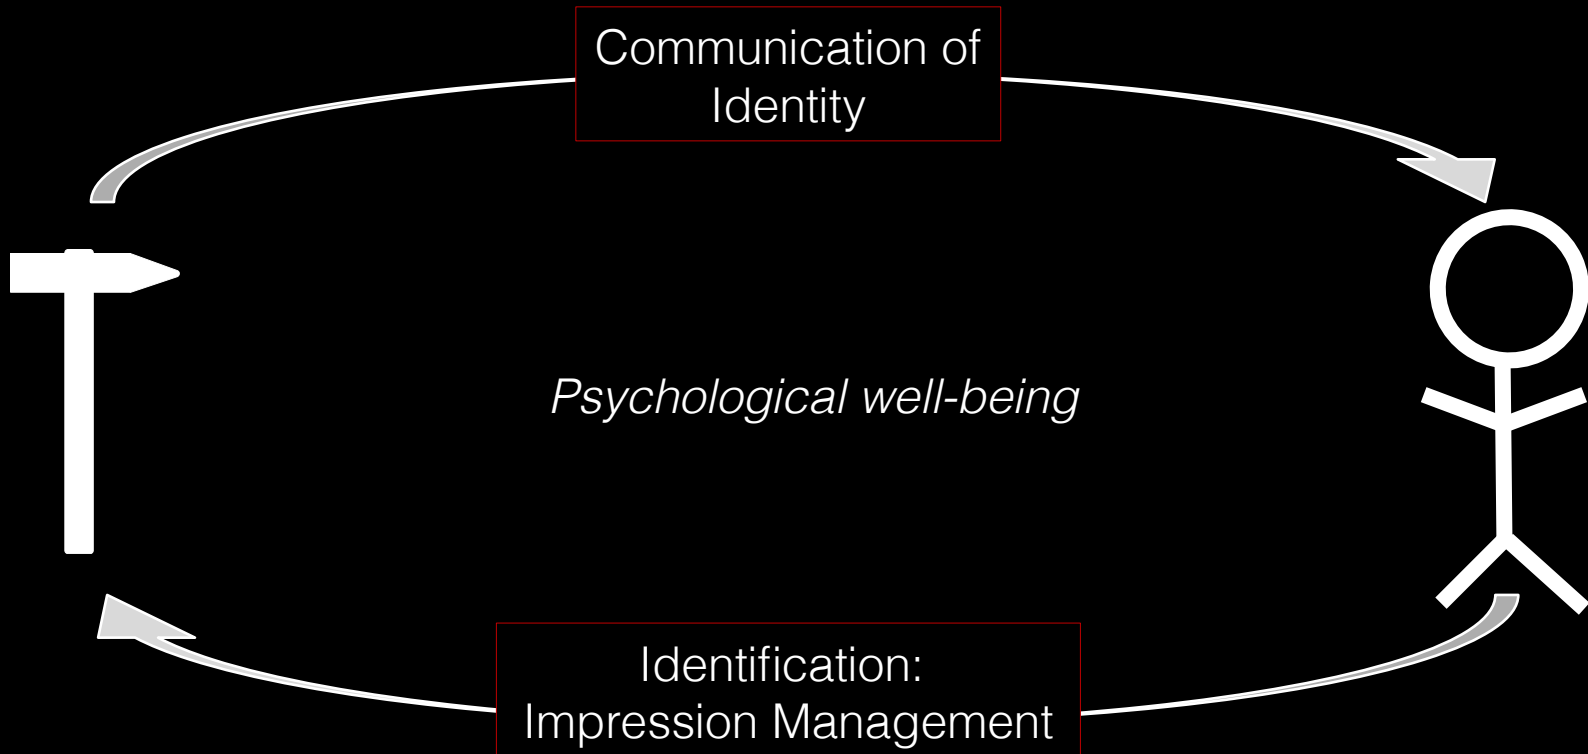 Communication of
Identity
Psychological well-being
Identification:
Impression Management